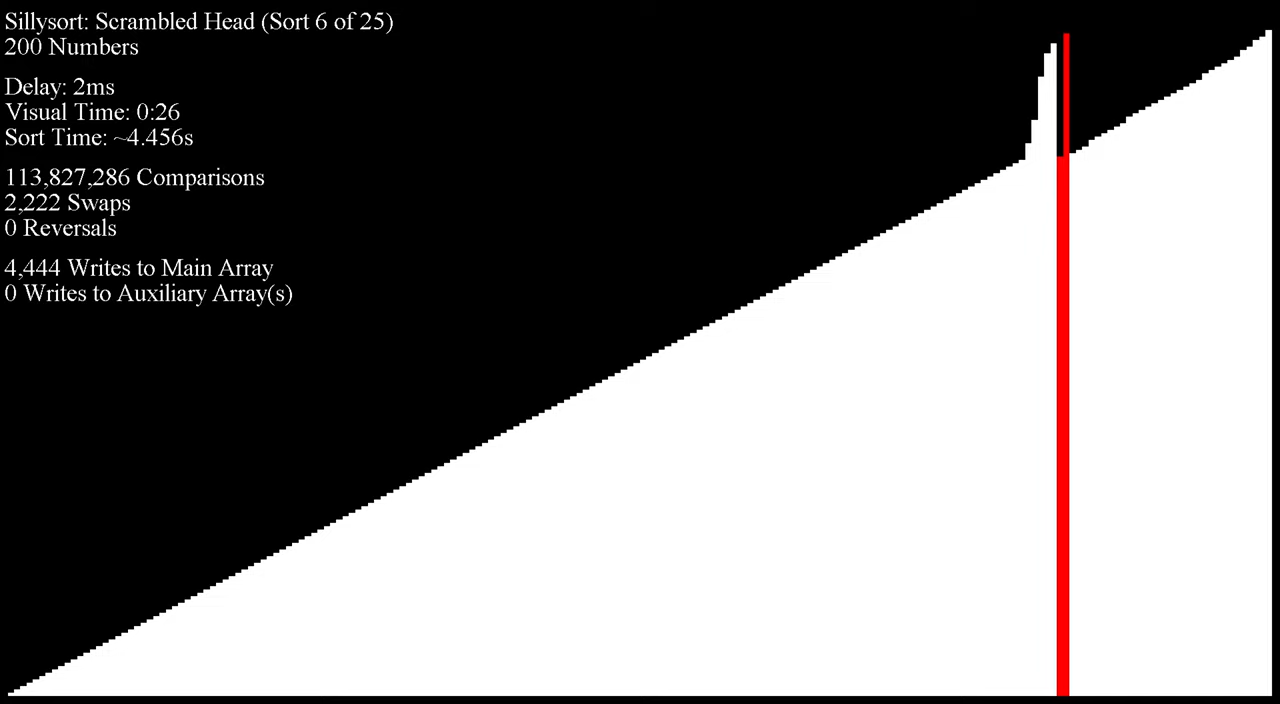 Sillysort: Scrambled Head (Sort 6 of 25)
200 Numbers
Delay: 2ms
Visual Time: 0:26
Sort Time: ~4.456s
113,827,286 Comparisons
2,222 Swaps
0 Reversals
4,444 Writes to Main Array
0 Writes to Auxiliary Array(s)